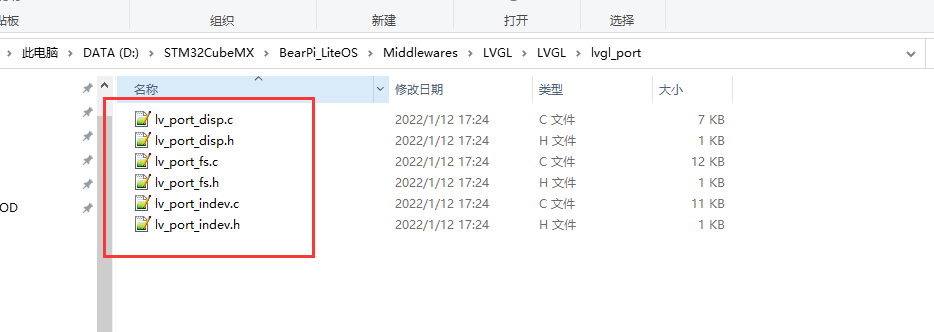 贴板 组织 新建 打开 选择
此电脑 > DATA (D:) > STM32CubeMX > BearPi_LiteOS > Middlewares > LVGL > LVGL > lvgl_port
名称 修改日期 类型 大小
lv_port_disp.c 2022/1/12 17:24 C 文件 7 KB
lv_port_disp.h 2022/1/12 17:24 H 文件 1 KB
lv_port_fs.c 2022/1/12 17:24 C 文件 12 KB
lv_port_fs.h 2022/1/12 17:24 H 文件 1 KB
lv_port_indev.c 2022/1/12 17:24 C 文件 11 KB
OD
lv_port_indev.h 2022/1/12 17:24 H 文件 1 KB